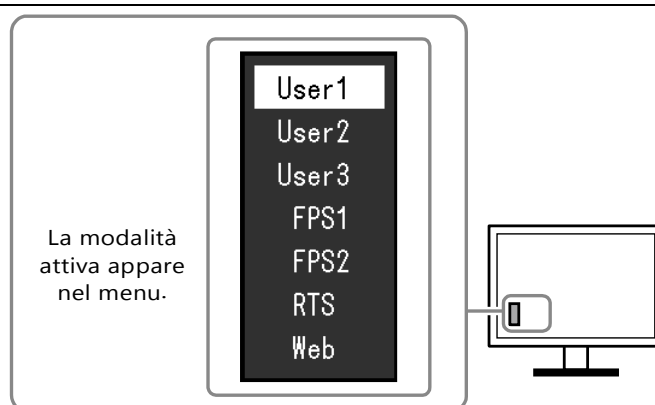 La modalità
attiva appare
nel menu.
User1
User2
User3
FPS1
FPS2
RTS
Web